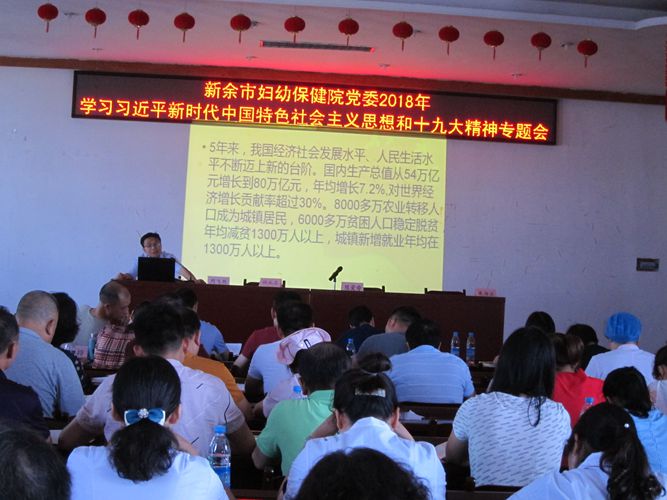 新余市妇幼保健院党委2018年
学习习近平新时代中国特色社会主义思想和十九大精神专题会
•5年来，我国经济社会发展水平、人民生活水
平不断迈上新的台阶。国内生产总值从54万亿
元增长到80万亿元，年均增长7.2%,对世界经
济增长贡献率超过30%。8000多万农业转移人
口成为城镇居民，6000多万贫困人口稳定脱贫，
年均减贫1300万人以上，城镇新增就业年均在
1300万人以上。